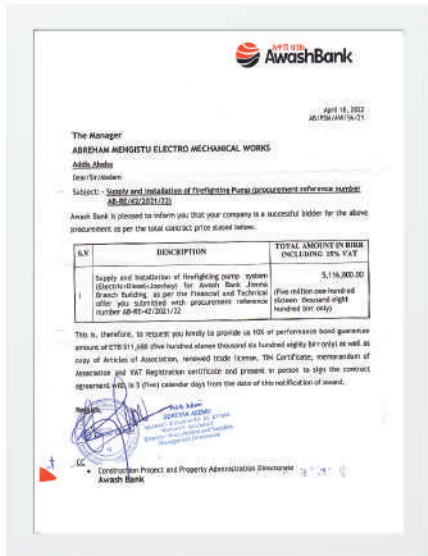 አዋሽ ባንክ
AwashBank
April 18, 2022
The Manager
ABREHAM MENGISTU ELECTRO MECHANICAL WORKS
Addis Ababa
Dear/Sir/Madam
Subject: - Supply and Installation of Firefighting Pump (procurement reference number
AB-RE/42/2021/22)
Awash Bank is pleased to inform you that your company is a successful bidder for the above
procurement as per the total contract price stated below.
S.N DESCRIPTION TOTAL AMOUNT IN BIRR
INCLUDING 15% VAT
1 Supply and Installation of firefighting pump system
(Electric-Diesel-Jockey) for Awash Bank Jimma
Branch Building, as per the Financial and Technical
offer you submitted with procurement reference
number AB-RE-42/2021/22
5,116,800.00
(Five million one hundred
sixteen thousand eight
hundred birr only)
This is, therefore, to request you kindly to provide us 10% of performance bond guarantee
amount of ETB 511,680 (five hundred eleven thousand six hundred eighty birr only) as well as
copy of Articles of Association, renewed trade license, TIN Certificate, memorandum of
Association and VAT Registration certificate and present in person to sign the contract
agreement with in 5 (five) calendar days from the date of this notification of award.
Regards,
CC
• Construction Project and Property Administration Directorate
Awash Bank